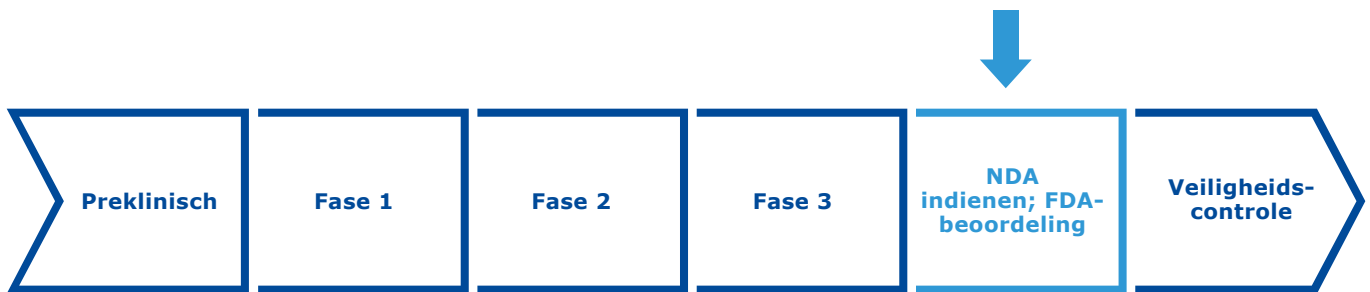 Preklinisch
Fase 1
Fase 2
Fase 3
NDA
indienen; FDA-
beoordeling
Veiligheids-
controle